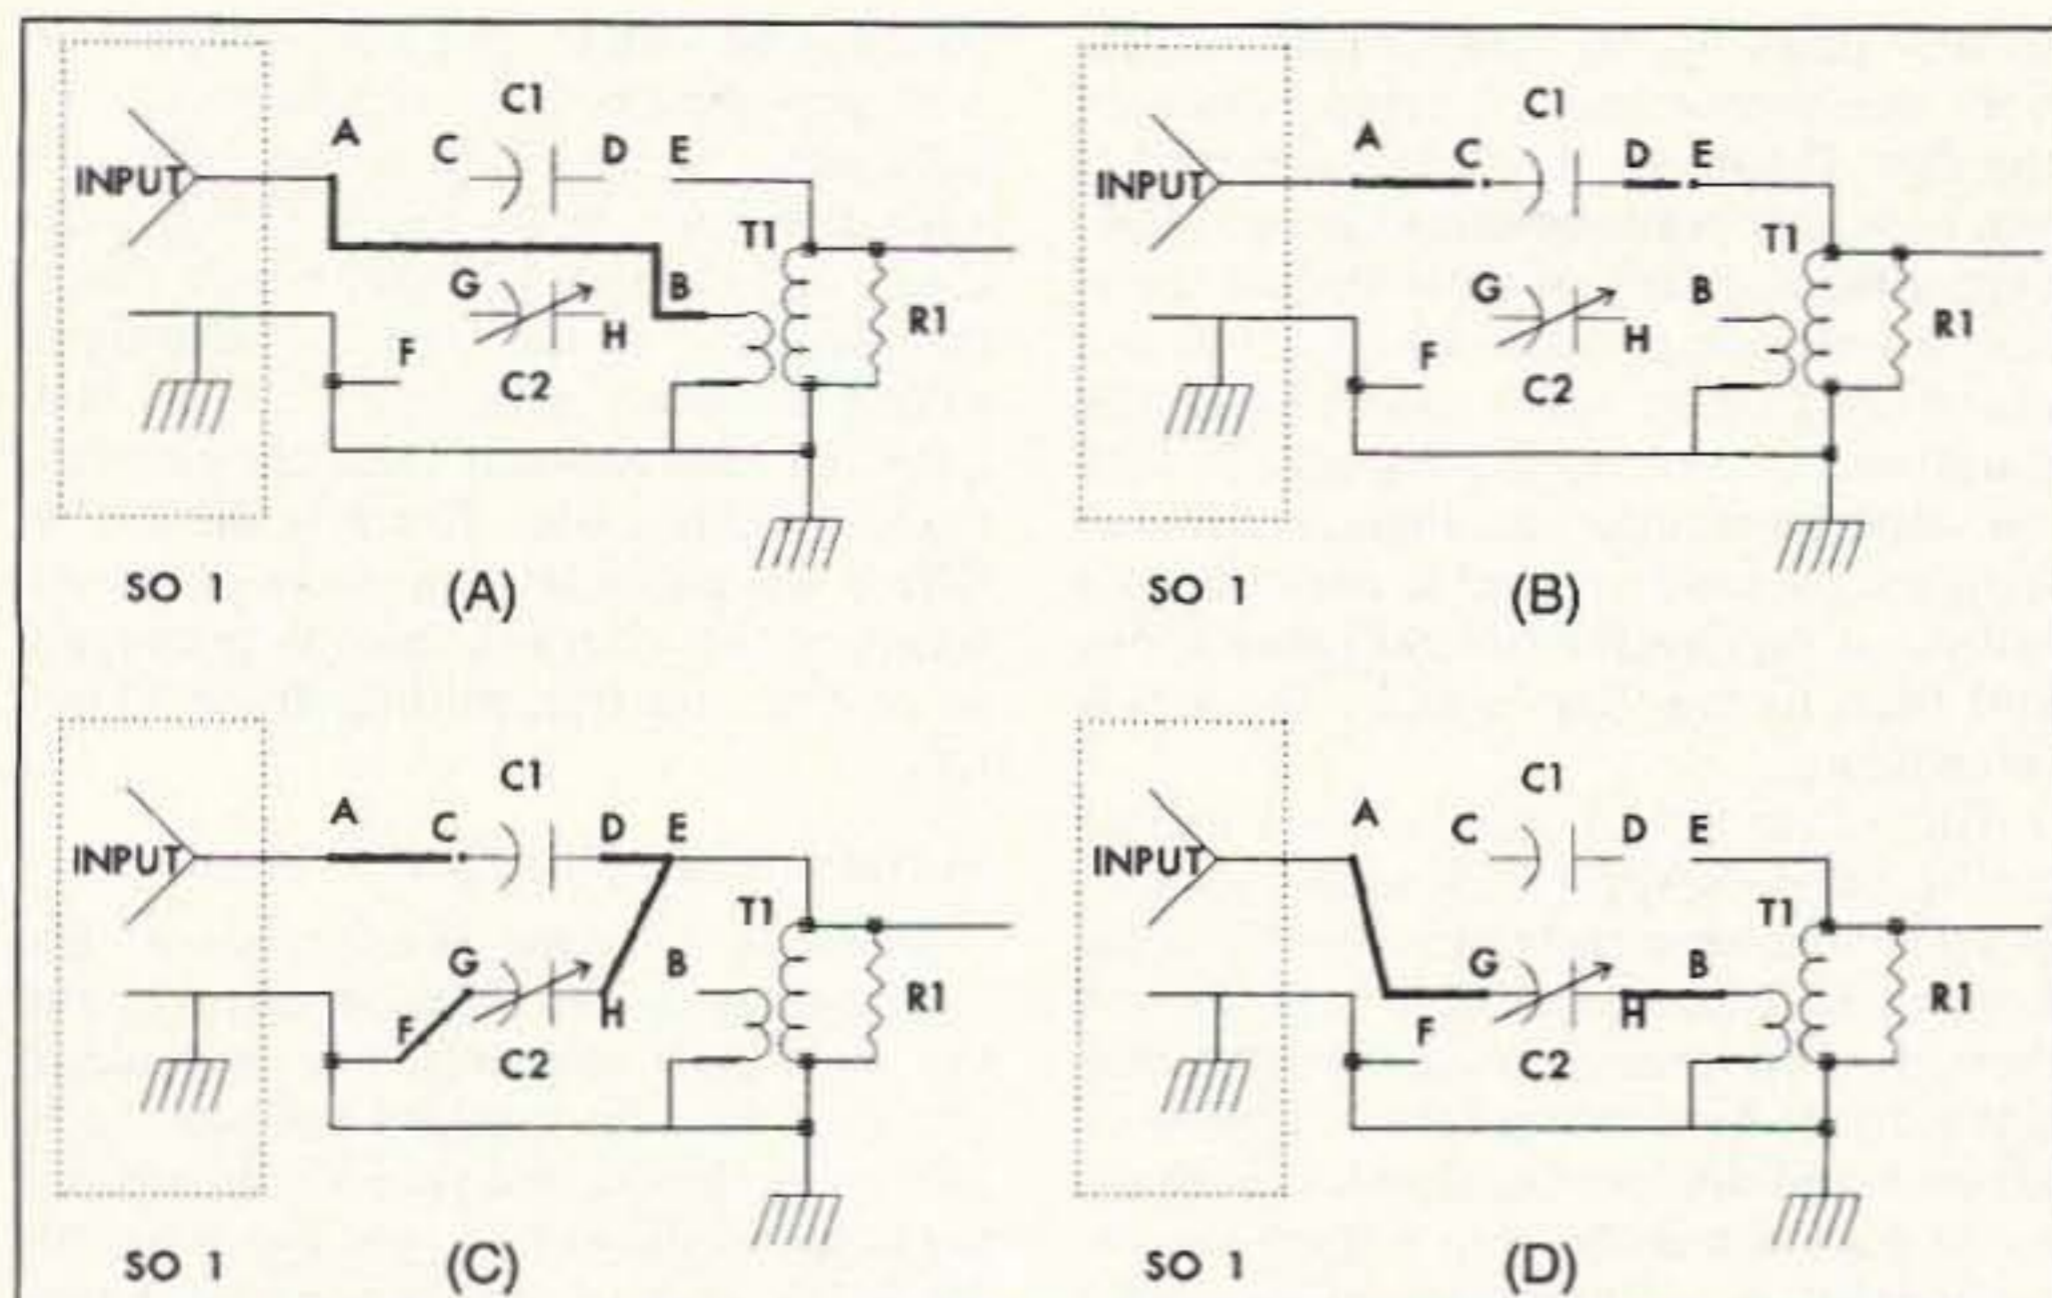 C1
A C D E
INPUT
T1
G B
R1
H
F
C2
SO 1 (A)
C1
A C D E
INPUT
T1
G B
R1
H
F
C2
SO 1 (B)
C1
A C D E
INPUT
T1
G B
R1
H
F
C2
SO 1 (C)
C1
A C D E
INPUT
T1
G B
R1
H
F
C2
SO 1 (D)